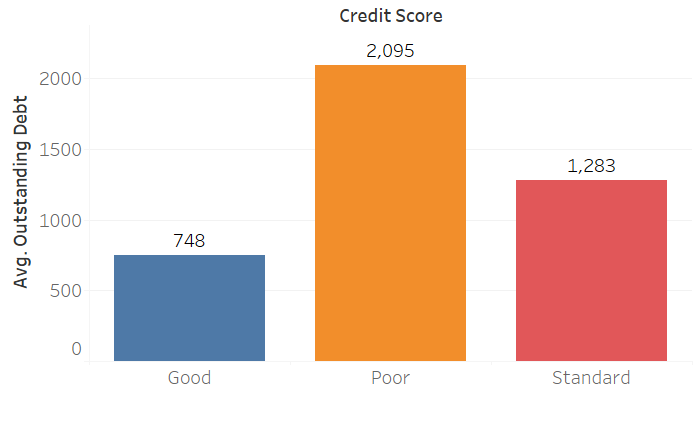 Credit Score
Avg. Outstanding Debt
2000
1500
1000
500
0
748
2,095
1,283
Good
Poor
Standard